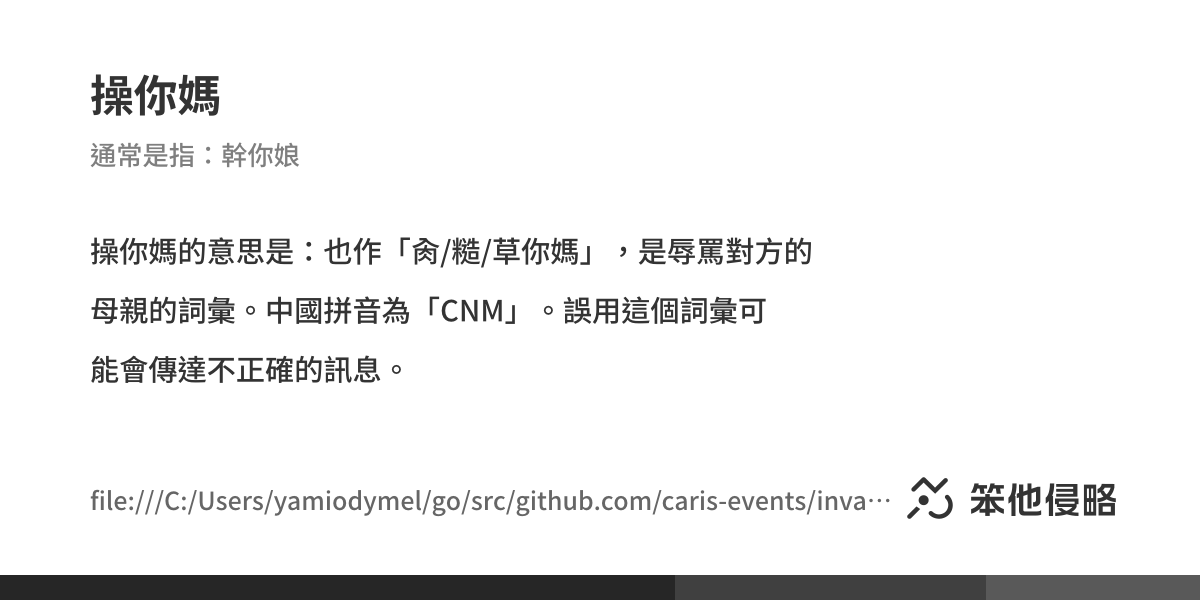 操你媽
通常是指：幹你娘
操你媽的意思是：也作「肏/糙/草你媽」，是辱罵對方的
母親的詞彙。中國拼音為「CNM」。誤用這個詞彙可
能會傳達不正確的訊息。
file:///C:/Users/yamiodymel/go/src/github.com/caris-events/inva…
笨他侵略